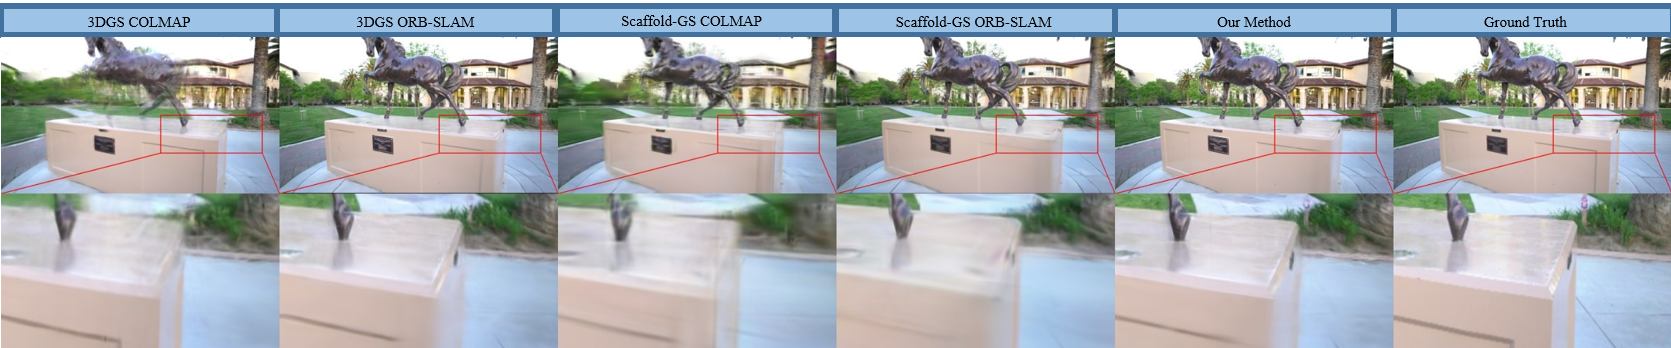 3DGS COLMAP
3DGS ORB-SLAM
Scaffold-GS COLMAP
Scaffold-GS ORB-SLAM
Our Method
Ground Truth